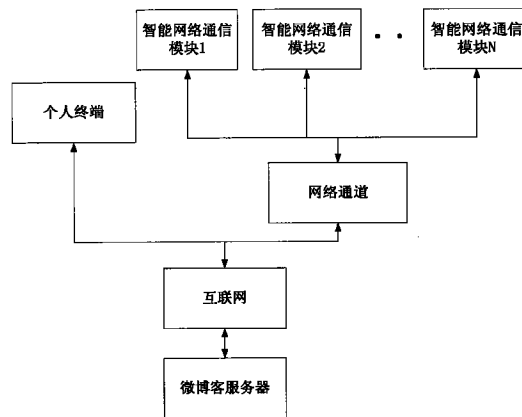 智能网络通信
模块1
智能网络通信
模块2
智能网络通信
模块N
个人终端
网络通道
互联网
微博客服务器